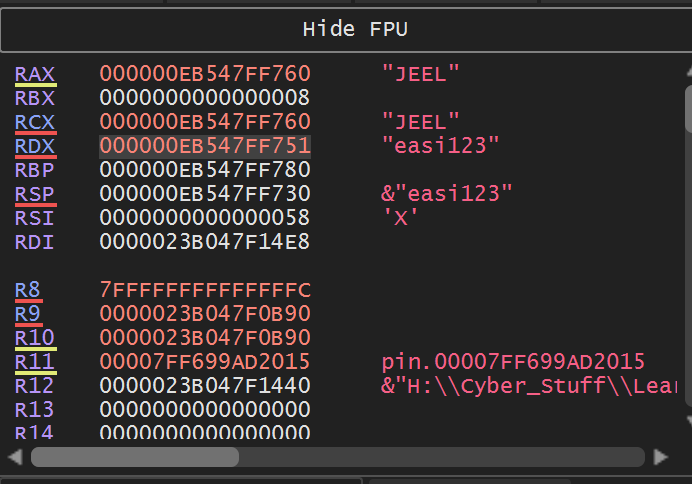 Hide FPU
RAX 000000EB547FF760 "JEEL"
RBX 0000000000000008
RCX 000000EB547FF760 "JEEL"
RDX 000000EB547FF751 "easi123"
RBP 000000EB547FF780
RSP 000000EB547FF730 &"easi123"
RSI 0000000000000058 'X'
RDI 0000023B047F14E8
R8 7FFFFFFFFFFFFFFC
R9 0000023B047F0B90
R10 0000023B047F0B90
R11 00007FF699AD2015 pin.00007FF699AD2015
R12 0000023B047F1440 &"H:\\Cyber_Stuff\\Lear
R13 0000000000000000
R14 0000000000000000